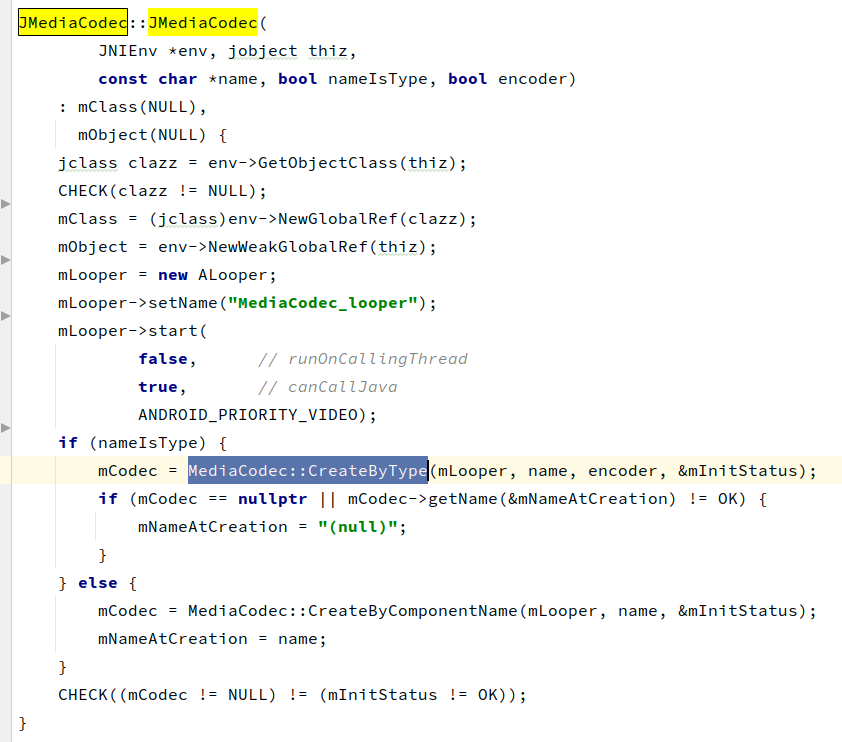 JMediaCodec::JMediaCodec(
        JNIEnv *env, jobject thiz,
        const char *name, bool nameIsType, bool encoder)
    : mClass(NULL),
      mObject(NULL) {
    jclass clazz = env->GetObjectClass(thiz);
    CHECK(clazz != NULL);
    mClass = (jclass)env->NewGlobalRef(clazz);
    mObject = env->NewWeakGlobalRef(thiz);
    mLooper = new ALooper;
    mLooper->setName("MediaCodec_looper");
    mLooper->start(
            false,      // runOnCallingThread
            true,       // canCallJava
            ANDROID_PRIORITY_VIDEO);
    if (nameIsType) {
        mCodec = MediaCodec::CreateByType(mLooper, name, encoder, &mInitStatus);
        if (mCodec == nullptr || mCodec->getName(&mNameAtCreation) != OK) {
            mNameAtCreation = "(null)";
        }
    } else {
        mCodec = MediaCodec::CreateByComponentName(mLooper, name, &mInitStatus);
        mNameAtCreation = name;
    }
    CHECK((mCodec != NULL) != (mInitStatus != OK));
}